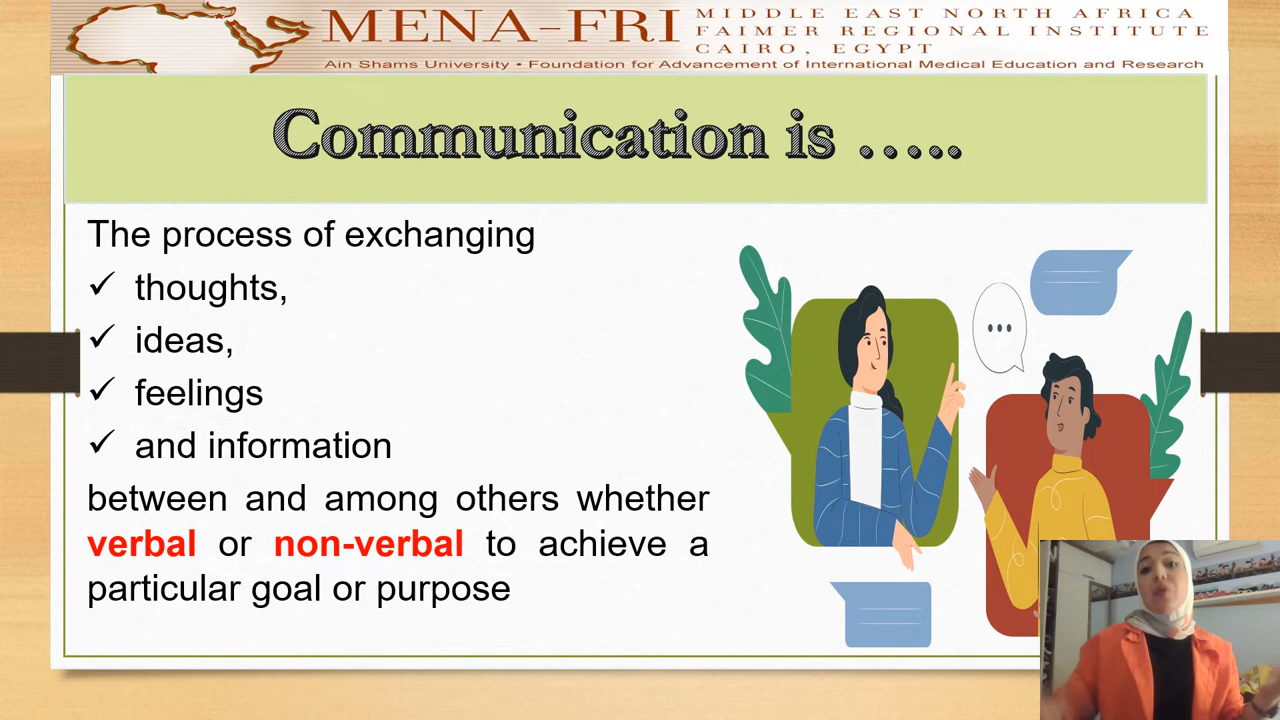 MENA-FRI
MIDDLE EAST NORTH AFRICA
FAIMER REGIONAL INSTITUTE
CAIRO, EGYPT
Ain Shams University • Foundation for Advancement of International Medical Education and Research
Communication is .....
The process of exchanging
✓ thoughts,
✓ ideas,
✓ feelings
✓ and information
between and among others whether
verbal or non-verbal to achieve a
particular goal or purpose